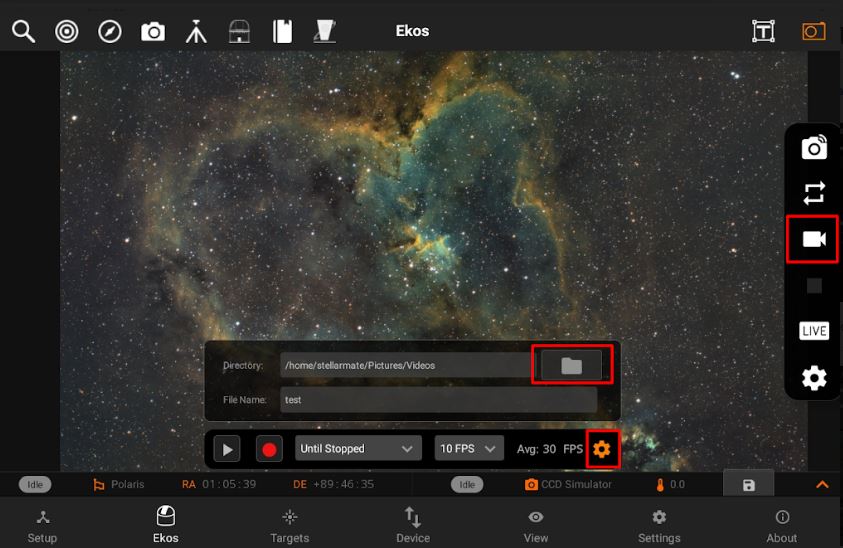 Ekos
T
LIVE
Directory: /home/stellarmate/Pictures/Videos
File Name: test
Until Stopped 10 FPS Avg: 30 FPS
Idle Polaris RA 01:05:39 DE +89:46:35 Idle CCD Simulator 0.0
Setup Ekos Targets Device View Settings About